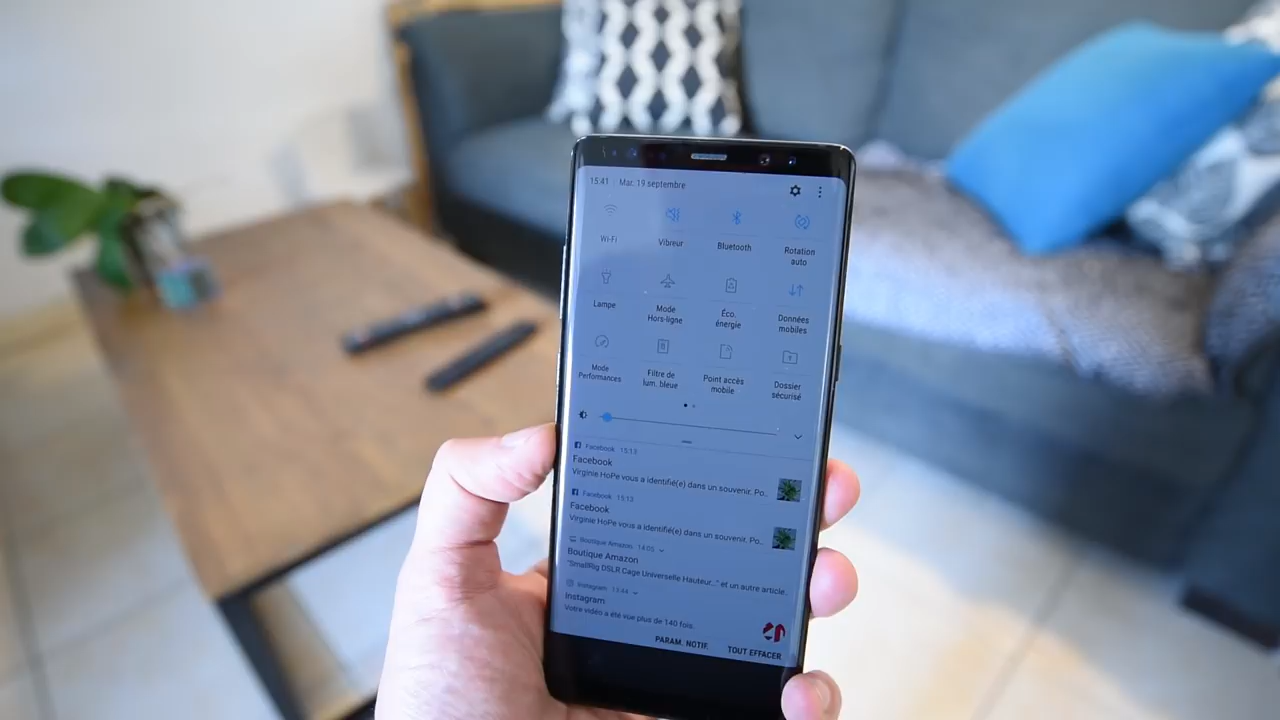 15:41 Mar. 19 septembre
Wi-Fi Vibreur Bluetooth Rotation
auto
Lampe Mode
Hors-ligne Éco.
énergie Données
mobiles
Mode
Performances Filtre de
lum. bleue Point accès
mobile Dossier
sécurisé
Facebook 15:13
Facebook
Virginie HoPe vous a identifié(e) dans un souvenir. Po..
Facebook 15:13
Facebook
Virginie HoPe vous a identifié(e) dans un souvenir. Po..
Boutique Amazon 14:05
Boutique Amazon
"SmallRig DSLR Cage Universelle Hauteur..." et un autre article.
Instagram 13:44
Instagram
Votre vidéo a été vue plus de 140 fois.
PARAM. NOTIF. TOUT EFFACER